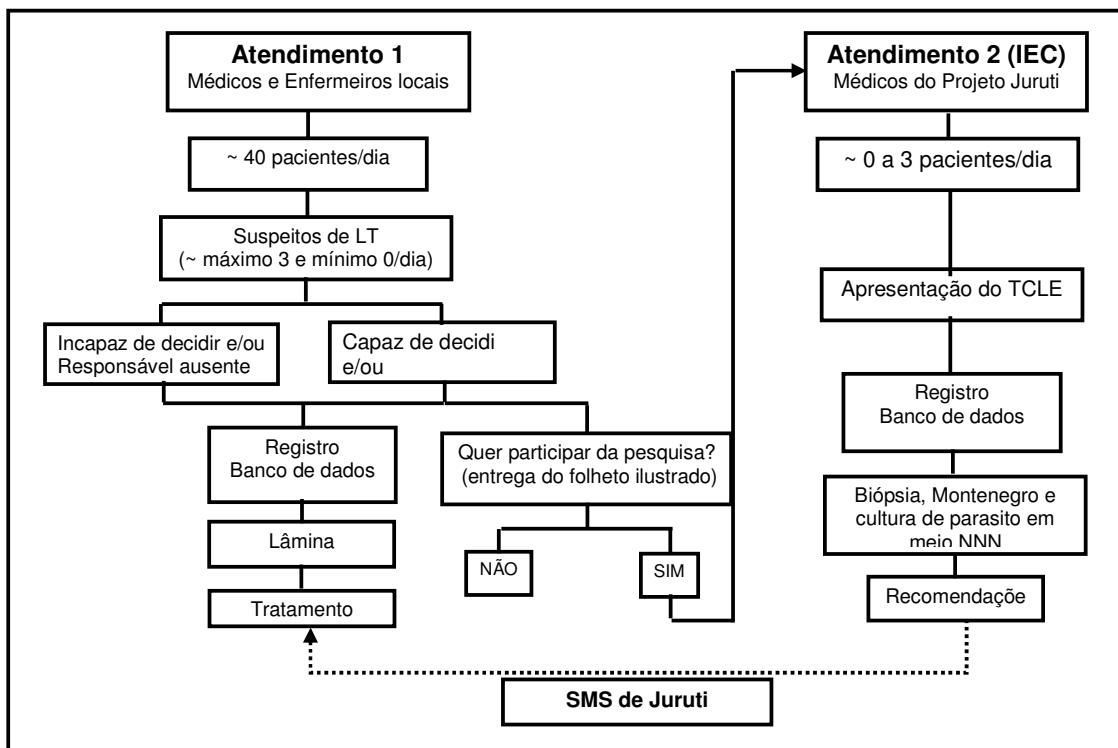 Atendimento 1
Médicos e Enfermeiros locais
~ 40 pacientes/dia
Suspeitos de LT
(~ máximo 3 e mínimo 0/dia)
Incapaz de decidir e/ou
Responsável ausente
Capaz de decidi
e/ou
Registro
Banco de dados
Lâmina
Tratamento
Quer participar da pesquisa?
(entrega do folheto ilustrado)
NÃO
SIM
Atendimento 2 (IEC)
Médicos do Projeto Juruti
~ 0 a 3 pacientes/dia
Apresentação do TCLE
Registro
Banco de dados
Biópsia, Montenegro e
cultura de parasito em
meio NNN
Recomendaçõe
SMS de Juruti